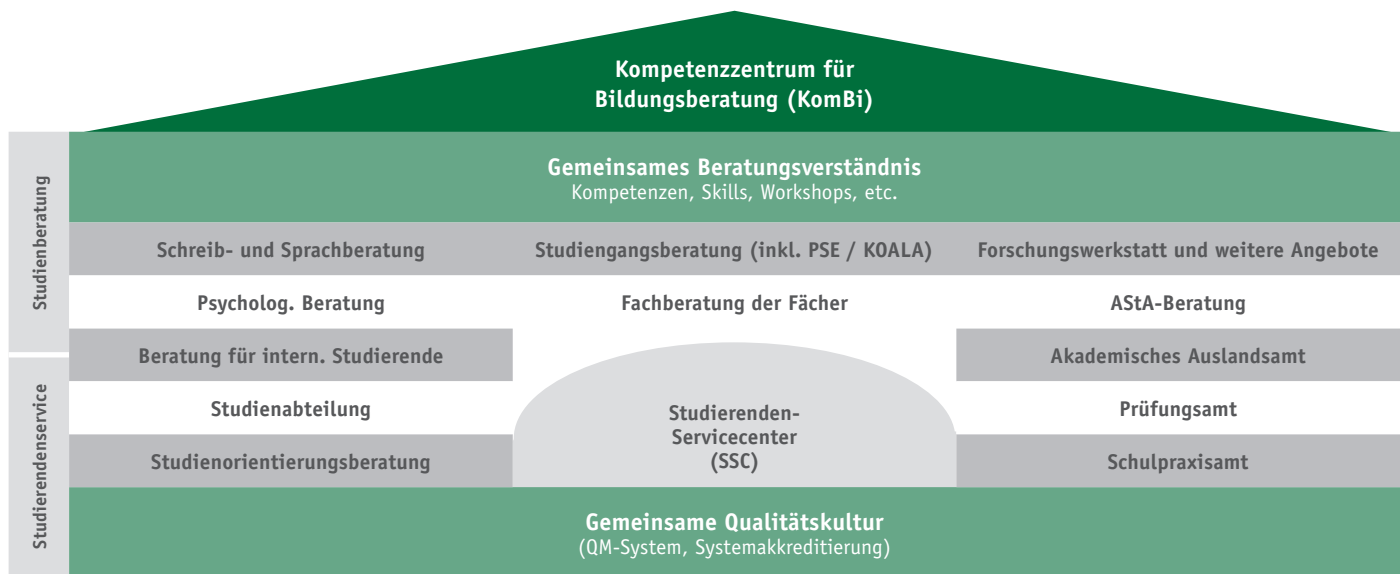 Kompetenzzentrum für
Bildungsberatung (KomBi)
Studienberatung
Gemeinsames Beratungsverständnis
Kompetenzen, Skills, Workshops, etc.
Schreib- und Sprachberatung
Studiengangsberatung (inkl. PSE / KOALA)
Forschungswerkstatt und weitere Angebote
Psycholog. Beratung
Fachberatung der Fächer
AStA-Beratung
Beratung für intern. Studierende
Akademisches Auslandsamt
Studierendenservice
Studienabteilung
Studierenden-
Servicecenter
(SSC)
Prüfungsamt
Studienorientierungsberatung
Schulpraxisamt
Gemeinsame Qualitätskultur
(QM-System, Systemakkreditierung)